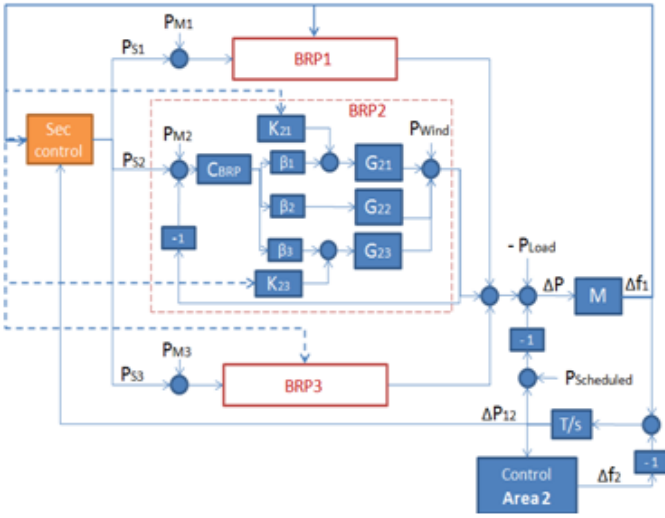 PM1
PS1
BRP1
BRP2
K21
PWind
Sec
control
PM2
PS2
CBRP
β1
G21
β2
G22
-1
β3
G23
K23
- PLoad
ΔP
M
Δf1
-1
PM3
PS3
BRP3
PScheduled
ΔP12
T/s
-1
Control
Area 2
Δf2